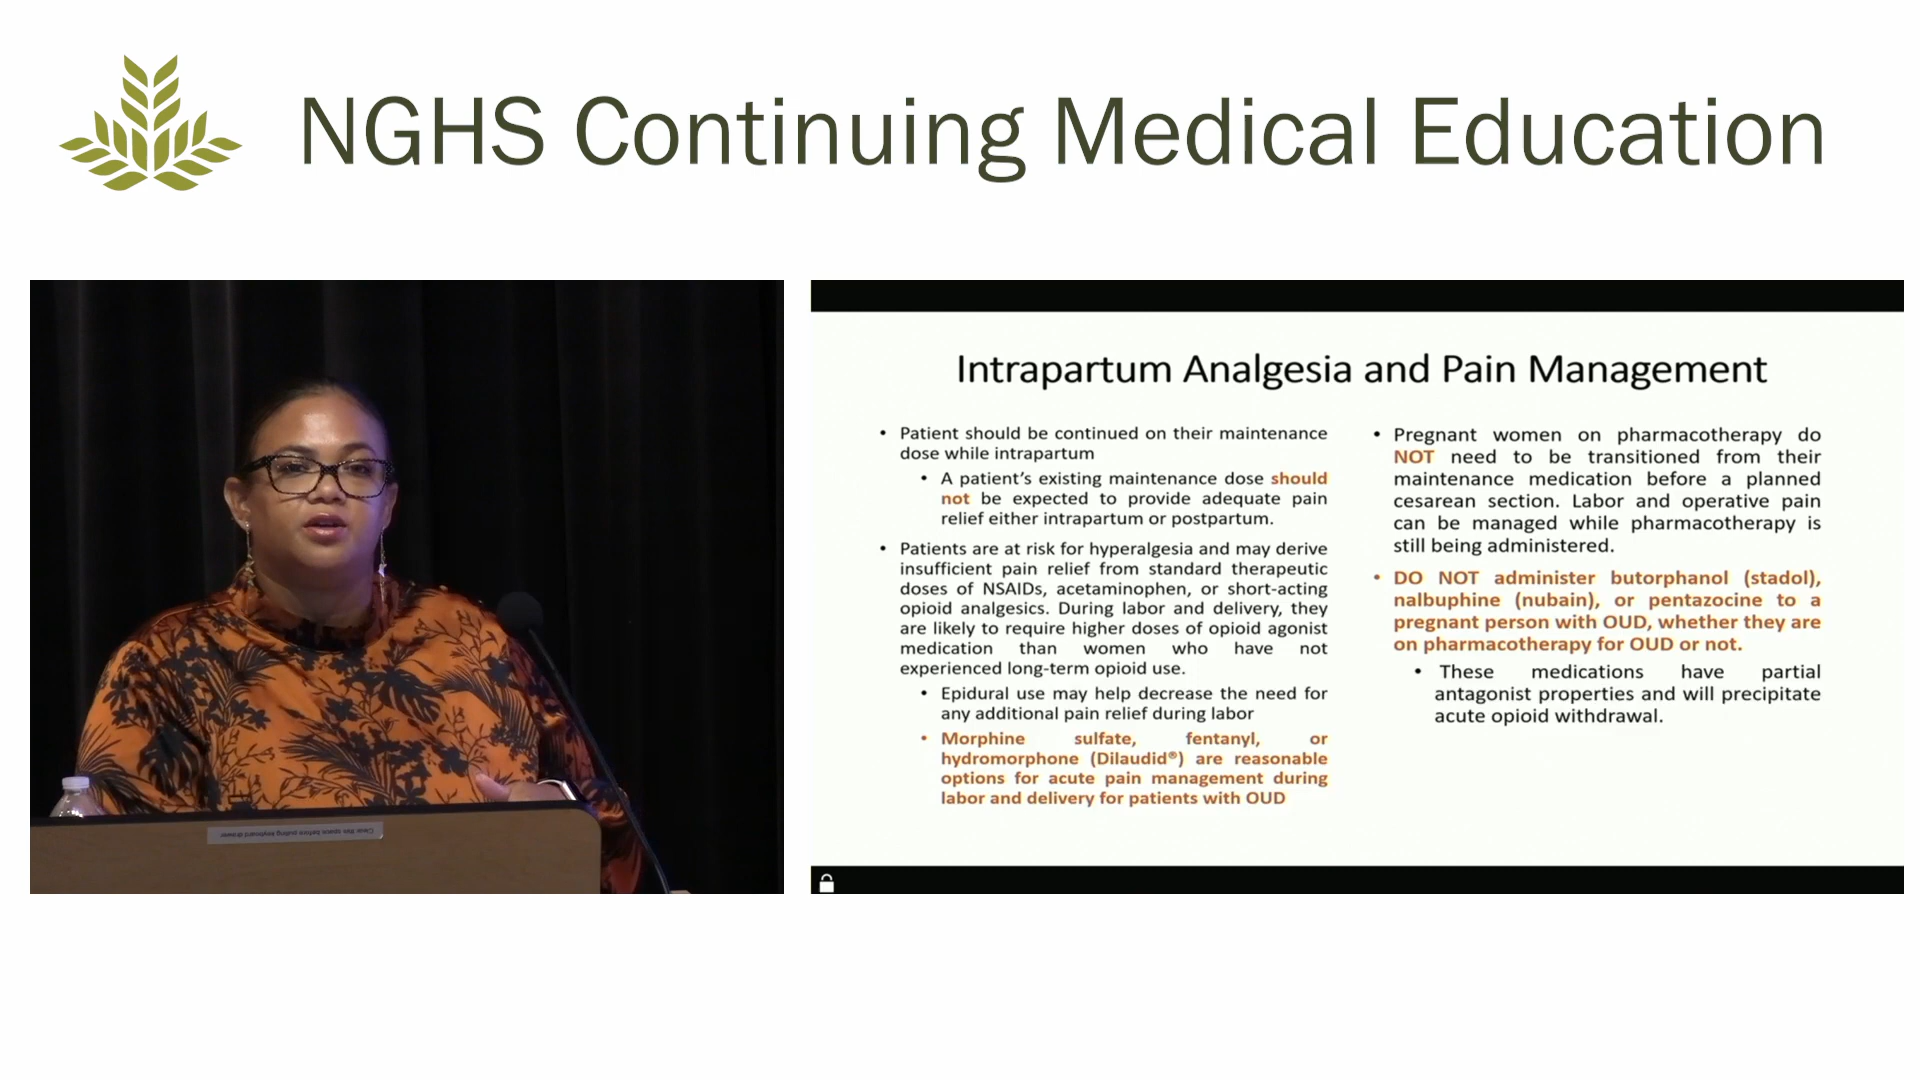 NGHS Continuing Medical Education
Intrapartum Analgesia and Pain Management
• Patient should be continued on their maintenance
dose while intrapartum
• A patient's existing maintenance dose should
not be expected to provide adequate pain
relief either intrapartum or postpartum.
• Patients are at risk for hyperalgesia and may derive
insufficient pain relief from standard therapeutic
doses of NSAIDs, acetaminophen, or short-acting
opioid analgesics. During labor and delivery, they
are likely to require higher doses of opioid agonist
medication than women who have not
experienced long-term opioid use.
• Epidural use may help decrease the need for
any additional pain relief during labor
• Morphine sulfate, fentanyl, or
hydromorphone (Dilaudid®) are reasonable
options for acute pain management during
labor and delivery for patients with OUD
• Pregnant women on pharmacotherapy do
NOT need to be transitioned from their
maintenance medication before a planned
cesarean section. Labor and operative pain
can be managed while pharmacotherapy is
still being administered.
• DO NOT administer butorphanol (stadol),
nalbuphine (nubain), or pentazocine to a
pregnant person with OUD, whether they are
on pharmacotherapy for OUD or not.
• These medications have partial
antagonist properties and will precipitate
acute opioid withdrawal.
Clear this space before pulling keyboard drawer